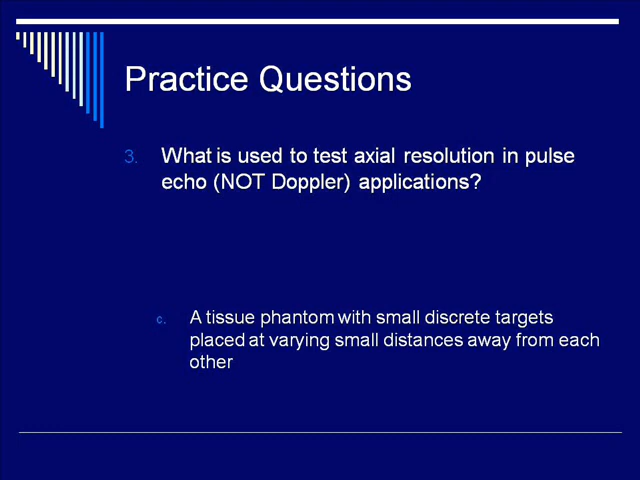 Practice Questions
3. What is used to test axial resolution in pulse
echo (NOT Doppler) applications?
c. A tissue phantom with small discrete targets
placed at varying small distances away from each
other